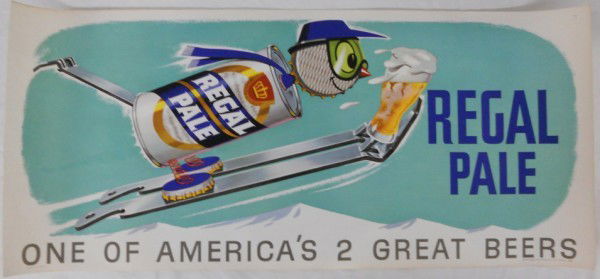 REGAL
PALE
REGAL
PALE
ONE OF AMERICA'S 2 GREAT BEERS